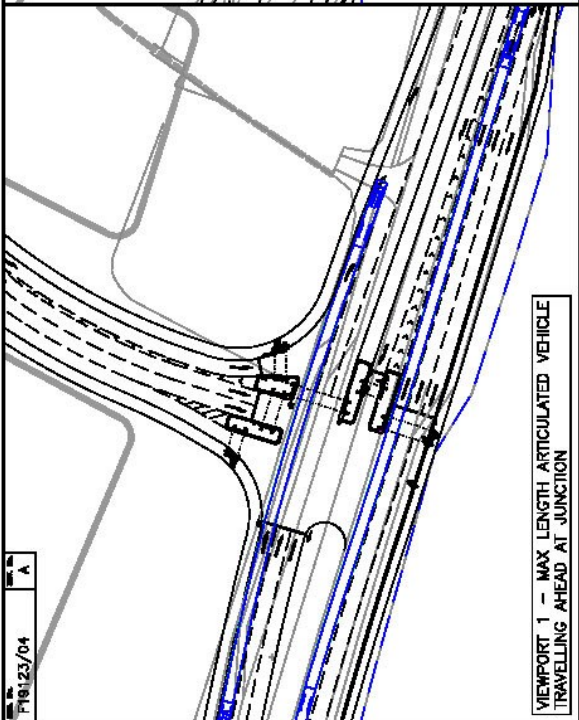 VIEWPORT 1 – MAX LENGTH ARTICULATED VEHICLE
TRAVELLING AHEAD AT JUNCTION
F19123/04
A